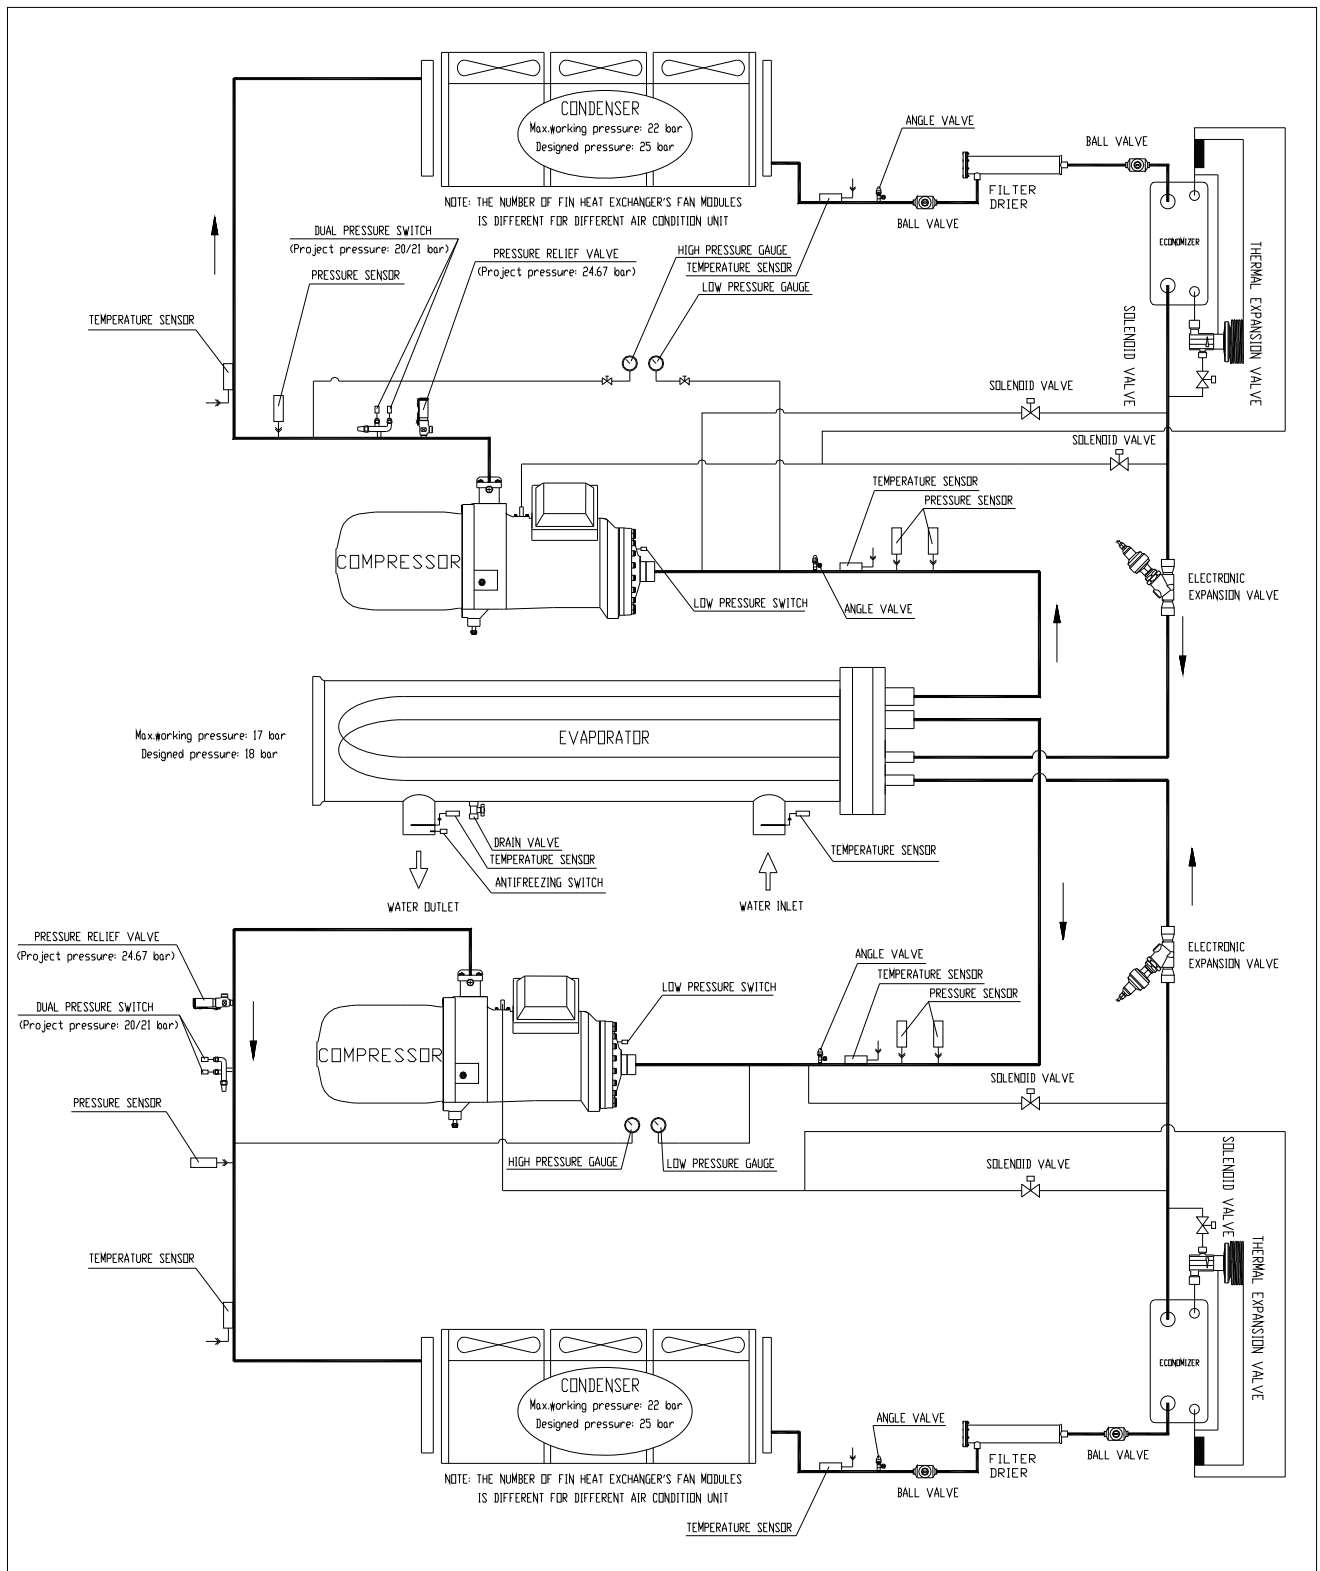 CONDENSER
Max.working pressure: 22 bar
Designed pressure: 25 bar
NOTE: THE NUMBER OF FIN HEAT EXCHANGER'S FAN MODULES
IS DIFFERENT FOR DIFFERENT AIR CONDITION UNIT
ANGLE VALVE
BALL VALVE
FILTER
DRIER
BALL VALVE
ECONOMIZER
THERMAL EXPANSION VALVE
SOLENOID VALVE
DUAL PRESSURE SWITCH
(Project pressure: 20/21 bar)
PRESSURE RELIEF VALVE
(Project pressure: 24.67 bar)
PRESSURE SENSOR
HIGH PRESSURE GAUGE
TEMPERATURE SENSOR
LOW PRESSURE GAUGE
TEMPERATURE SENSOR
SOLENOID VALVE
SOLENOID VALVE
TEMPERATURE SENSOR
PRESSURE SENSOR
COMPRESSOR
LOW PRESSURE SWITCH
ANGLE VALVE
ELECTRONIC
EXPANSION VALVE
EVAPORATOR
Max.working pressure: 17 bar
Designed pressure: 18 bar
DRAIN VALVE
TEMPERATURE SENSOR
ANTIFREEZING SWITCH
TEMPERATURE SENSOR
WATER OUTLET
WATER INLET
PRESSURE RELIEF VALVE
(Project pressure: 24.67 bar)
DUAL PRESSURE SWITCH
(Project pressure: 20/21 bar)
ELECTRONIC
EXPANSION VALVE
ANGLE VALVE
TEMPERATURE SENSOR
PRESSURE SENSOR
LOW PRESSURE SWITCH
COMPRESSOR
SOLENOID VALVE
PRESSURE SENSOR
HIGH PRESSURE GAUGE
LOW PRESSURE GAUGE
SOLENOID VALVE
SOLENOID VALVE
THERMAL EXPANSION VALVE
TEMPERATURE SENSOR
ECONOMIZER
CONDENSER
Max.working pressure: 22 bar
Designed pressure: 25 bar
NOTE: THE NUMBER OF FIN HEAT EXCHANGER'S FAN MODULES
IS DIFFERENT FOR DIFFERENT AIR CONDITION UNIT
ANGLE VALVE
BALL VALVE
FILTER
DRIER
BALL VALVE
TEMPERATURE SENSOR